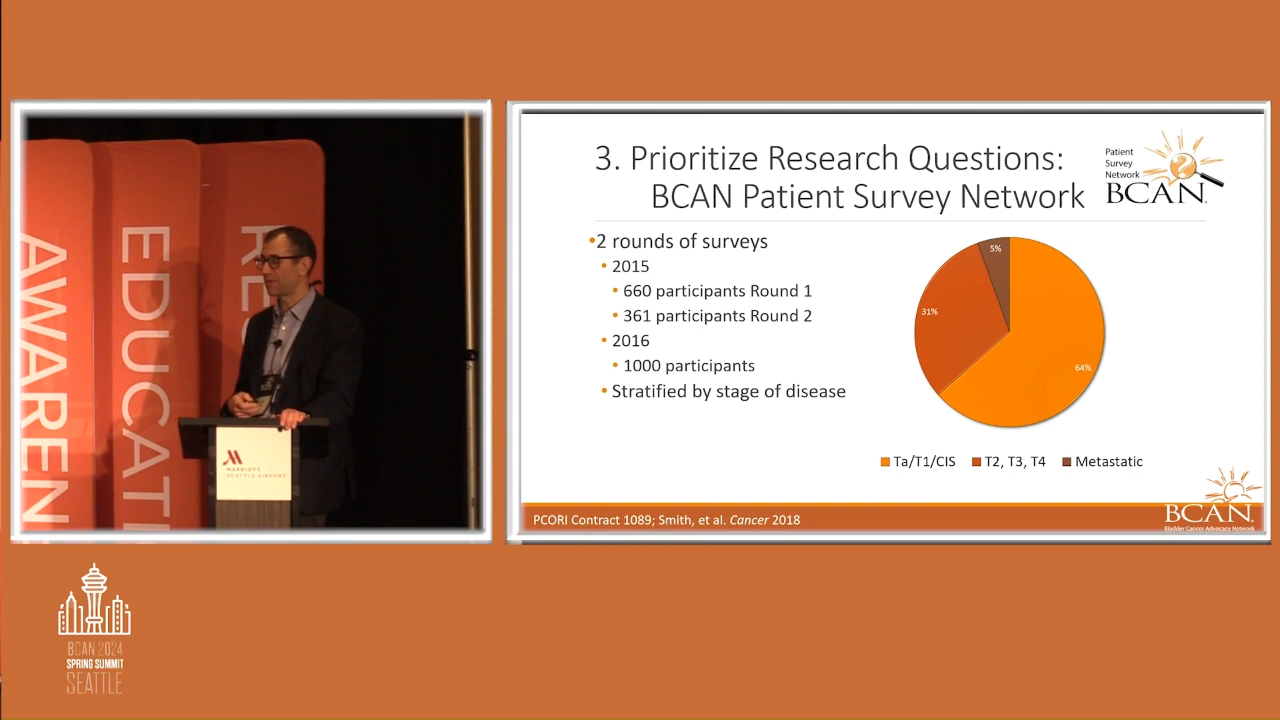 AWAREN
EDUCATI
RE
MARRIOTT
SEATTLE AIRPORT
3. Prioritize Research Questions:
BCAN Patient Survey Network
Patient
Survey
Network
BCAN
•2 rounds of surveys
• 2015
• 660 participants Round 1
• 361 participants Round 2
• 2016
• 1000 participants
• Stratified by stage of disease
5%
31%
64%
Ta/T1/CIS T2, T3, T4 Metastatic
PCORI Contract 1089; Smith, et al. Cancer 2018
BCAN
Bladder Cancer Advocacy Network
BCAN 2024
SPRING SUMMIT
SEATTLE